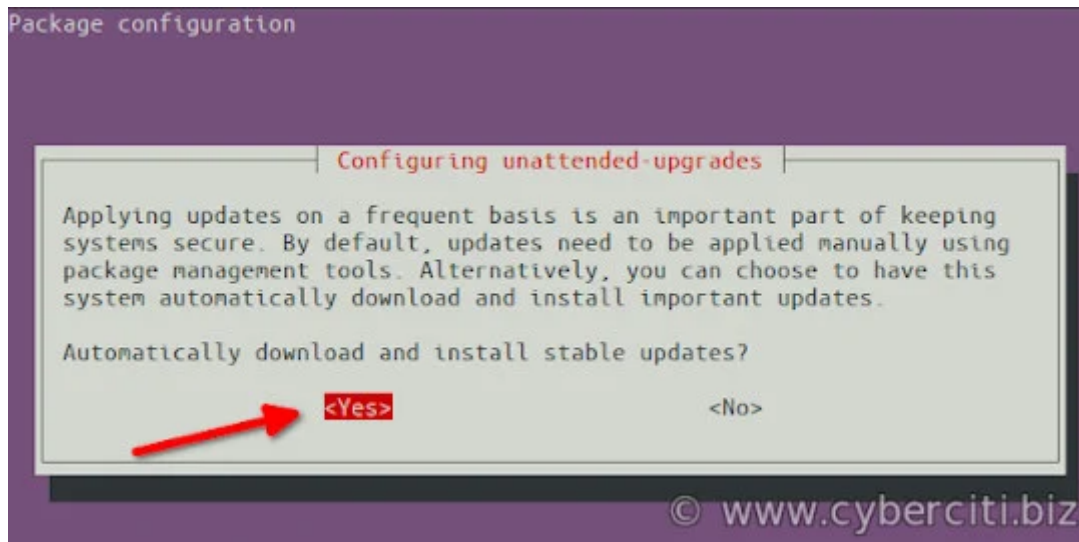 Package configuration
Configuring unattended-upgrades
Applying updates on a frequent basis is an important part of keeping
systems secure. By default, updates need to be applied manually using
package management tools. Alternatively, you can choose to have this
system automatically download and install important updates.
Automatically download and install stable updates?
<Yes> <No>
© www.cyberciti.biz